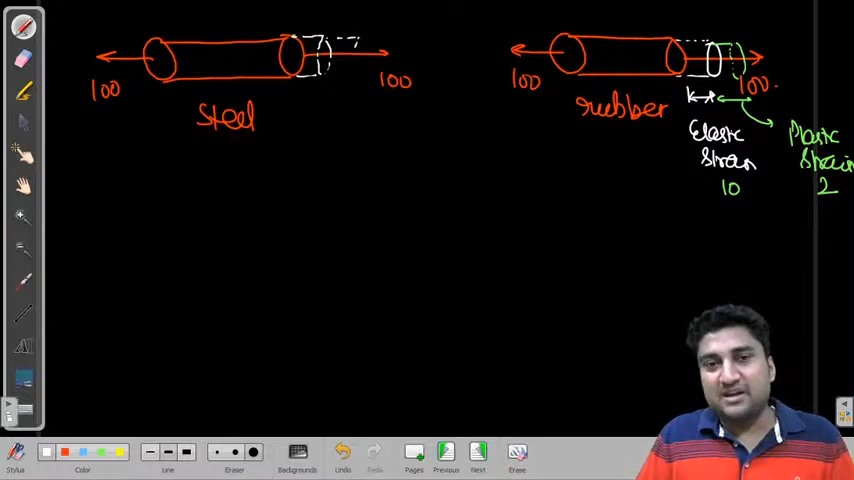 100
100
steel
100
100.
rubber
Elastic
Strain
10
Plastic
Strain
2
Stylus
Color
Line
Eraser
Backgrounds
Undo
Redo
Pages
Previous
Next
Erase